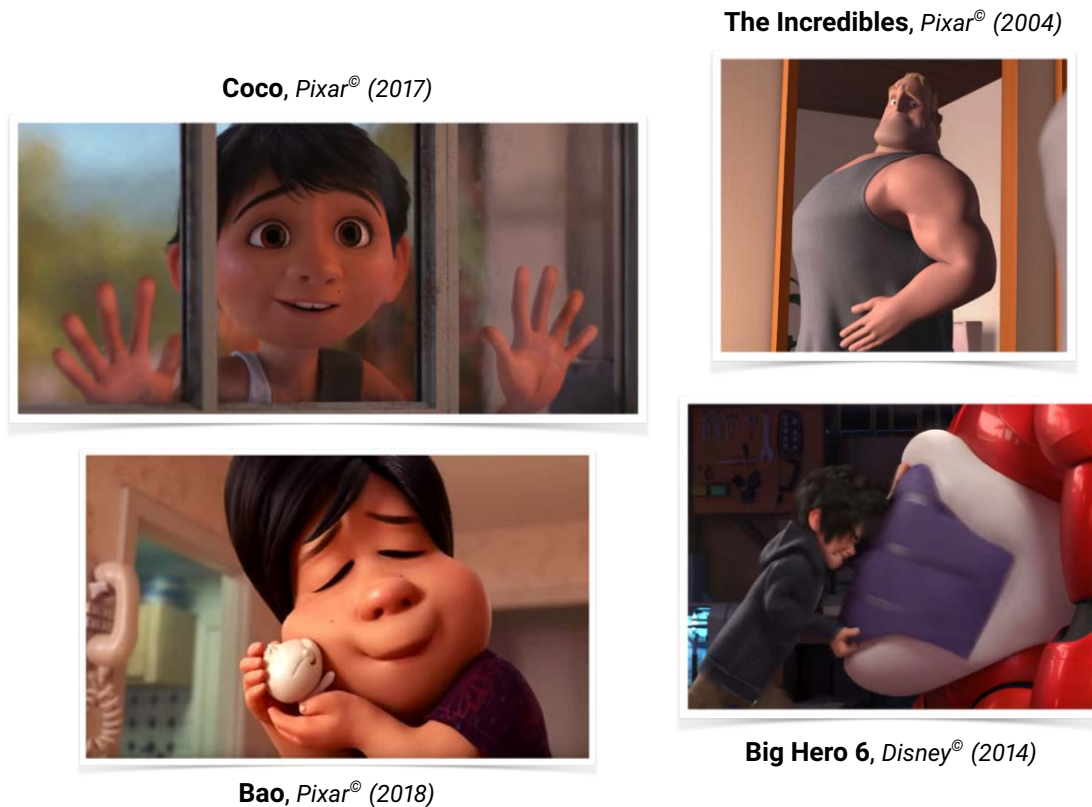 The Incredibles, Pixar© (2004)
Coco, Pixar© (2017)
Big Hero 6, Disney© (2014)
Bao, Pixar© (2018)